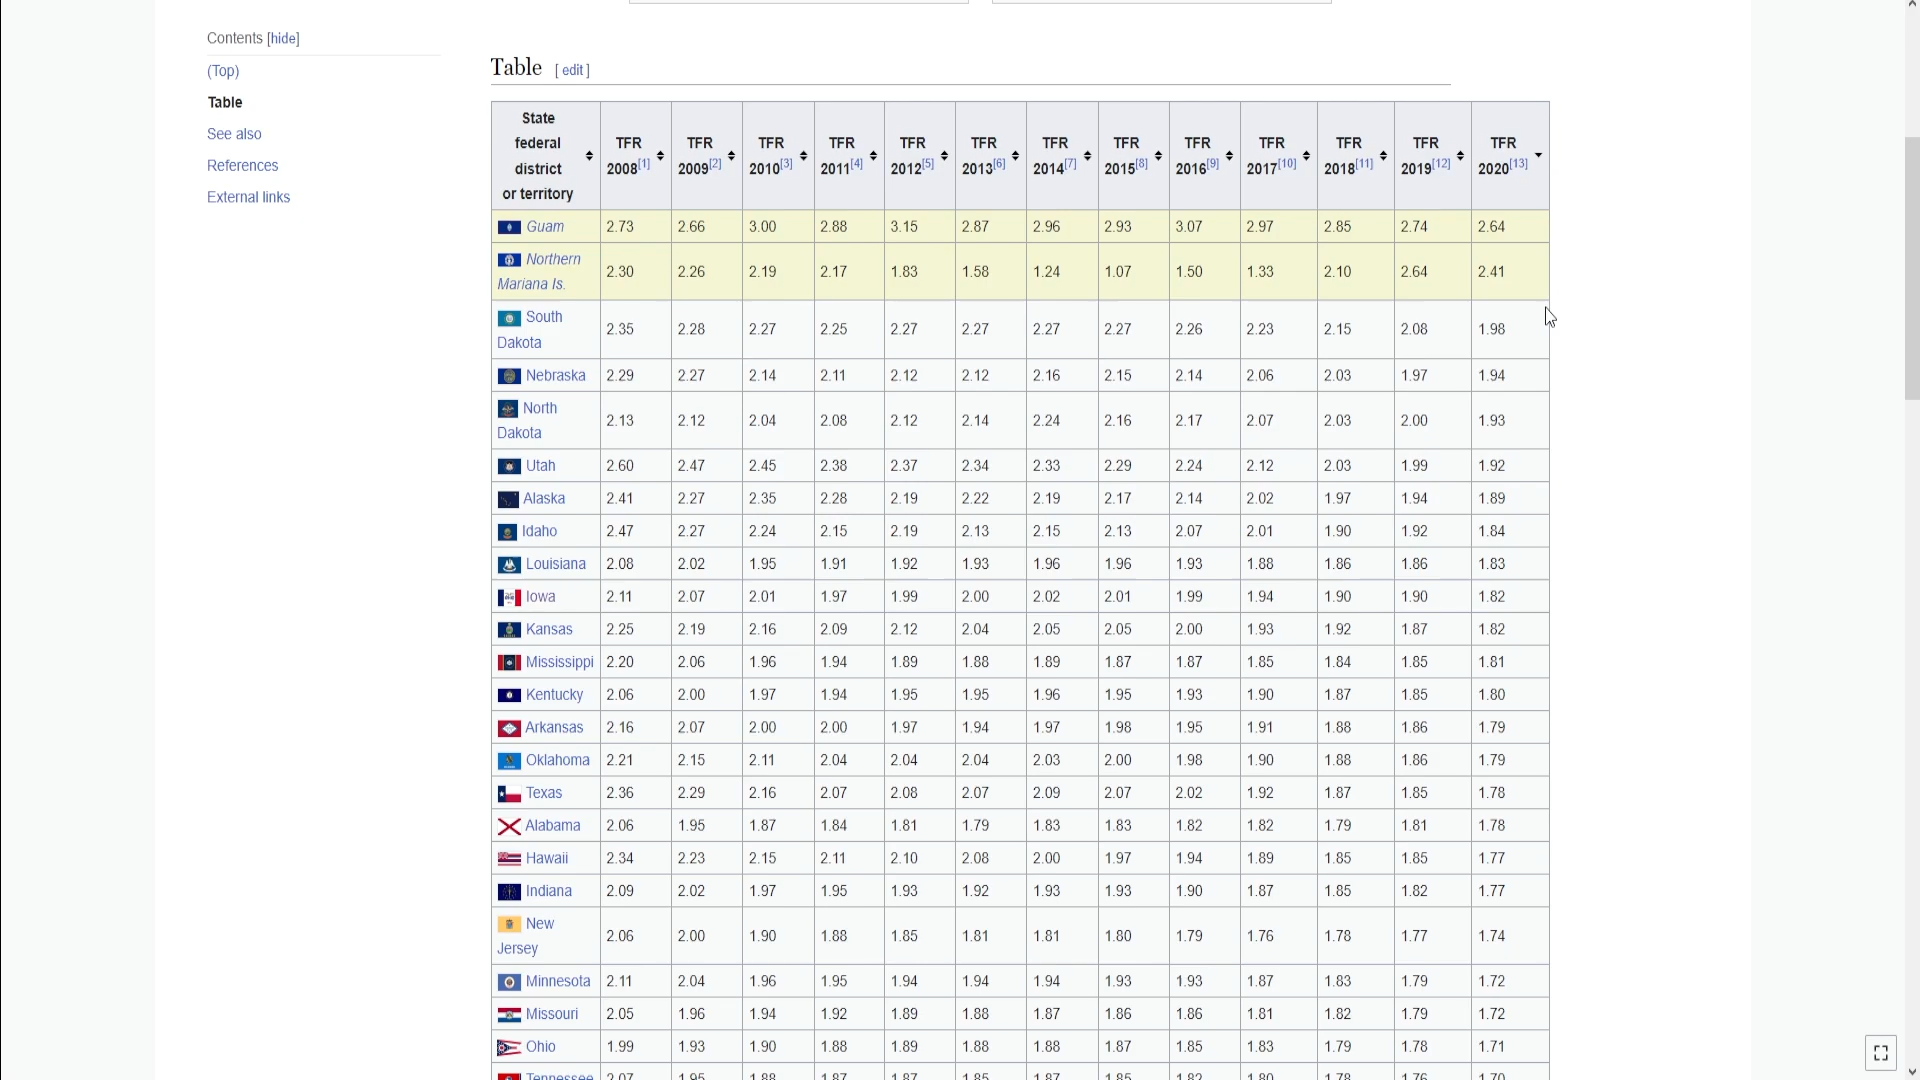 Contents [hide]
(Top)
Table
See also
References
External links
Table [ edit ]
State federal district or territory TFR 2008[1] TFR 2009[2] TFR 2010[3] TFR 2011[4] TFR 2012[5] TFR 2013[6] TFR 2014[7] TFR 2015[8] TFR 2016[9] TFR 2017[10] TFR 2018[11] TFR 2019[12] TFR 2020[13]
Guam 2.73 2.66 3.00 2.88 3.15 2.87 2.96 2.93 3.07 2.97 2.85 2.74 2.64
Northern Mariana Is. 2.30 2.26 2.19 2.17 1.83 1.58 1.24 1.07 1.50 1.33 2.10 2.64 2.41
South Dakota 2.35 2.28 2.27 2.25 2.27 2.27 2.27 2.27 2.26 2.23 2.15 2.08 1.98
Nebraska 2.29 2.27 2.14 2.11 2.12 2.12 2.16 2.15 2.14 2.06 2.03 1.97 1.94
North Dakota 2.13 2.12 2.04 2.08 2.12 2.14 2.24 2.16 2.17 2.07 2.03 2.00 1.93
Utah 2.60 2.47 2.45 2.38 2.37 2.34 2.33 2.29 2.24 2.12 2.03 1.99 1.92
Alaska 2.41 2.27 2.35 2.28 2.19 2.22 2.19 2.17 2.14 2.02 1.97 1.94 1.89
Idaho 2.47 2.27 2.24 2.15 2.19 2.13 2.15 2.13 2.07 2.01 1.90 1.92 1.84
Louisiana 2.08 2.02 1.95 1.91 1.92 1.93 1.96 1.96 1.93 1.88 1.86 1.86 1.83
Iowa 2.11 2.07 2.01 1.97 1.99 2.00 2.02 2.01 1.99 1.94 1.90 1.90 1.82
Kansas 2.25 2.19 2.16 2.09 2.12 2.04 2.05 2.05 2.00 1.93 1.92 1.87 1.82
Mississippi 2.20 2.06 1.96 1.94 1.89 1.88 1.89 1.87 1.87 1.85 1.84 1.85 1.81
Kentucky 2.06 2.00 1.97 1.94 1.95 1.95 1.96 1.95 1.93 1.90 1.87 1.85 1.80
Arkansas 2.16 2.07 2.00 2.00 1.97 1.94 1.97 1.98 1.95 1.91 1.88 1.86 1.79
Oklahoma 2.21 2.15 2.11 2.04 2.04 2.04 2.03 2.00 1.98 1.90 1.88 1.86 1.79
Texas 2.36 2.29 2.16 2.07 2.08 2.07 2.09 2.07 2.02 1.92 1.87 1.85 1.78
Alabama 2.06 1.95 1.87 1.84 1.81 1.79 1.83 1.83 1.82 1.82 1.79 1.81 1.78
Hawaii 2.34 2.23 2.15 2.11 2.10 2.08 2.00 1.97 1.94 1.89 1.85 1.85 1.77
Indiana 2.09 2.02 1.97 1.95 1.93 1.92 1.93 1.93 1.90 1.87 1.85 1.82 1.77
New Jersey 2.06 2.00 1.90 1.88 1.85 1.81 1.81 1.80 1.79 1.76 1.78 1.77 1.74
Minnesota 2.11 2.04 1.96 1.95 1.94 1.94 1.94 1.93 1.93 1.87 1.83 1.79 1.72
Missouri 2.05 1.96 1.94 1.92 1.89 1.88 1.87 1.86 1.86 1.81 1.82 1.79 1.72
Ohio 1.99 1.93 1.90 1.88 1.89 1.88 1.88 1.87 1.85 1.83 1.79 1.78 1.71
Tennessee 2.07 1.95 1.88 1.87 1.87 1.85 1.87 1.85 1.82 1.80 1.78 1.76 1.70